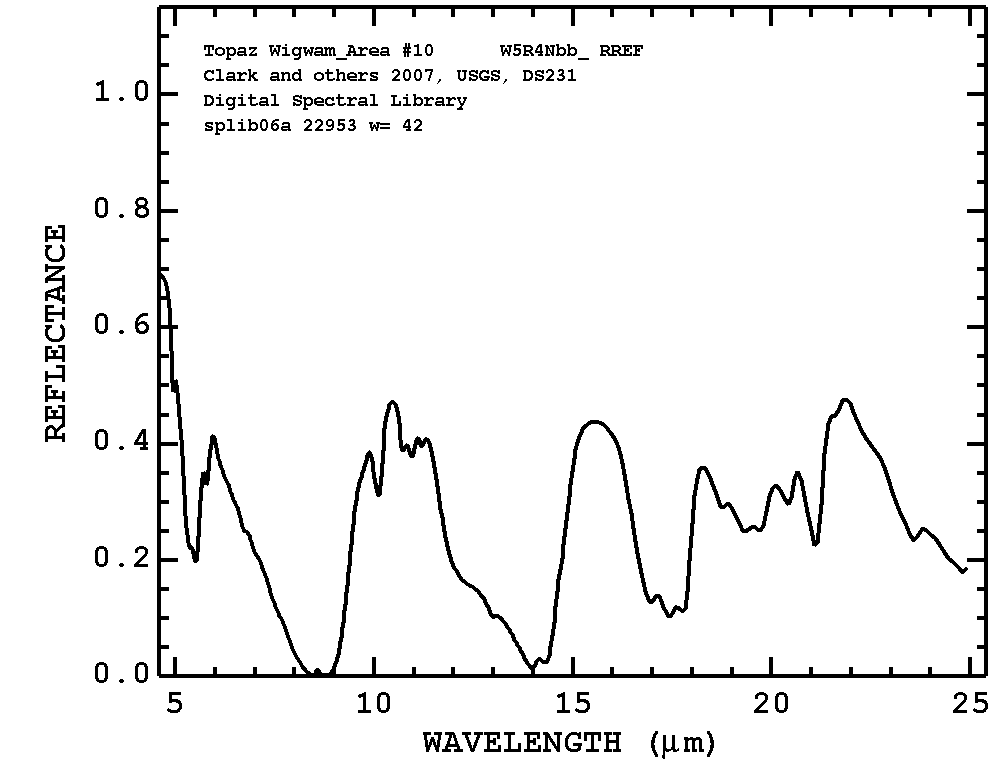 Topaz Wigwam_Area #10 W5R4Nbb_ RREF
Clark and others 2007, USGS, DS231
Digital Spectral Library
splib06a 22953 w= 42
1.0
0.8
0.6
0.4
0.2
0.0
REFLECTANCE
5 10 15 20 25
WAVELENGTH (μm)